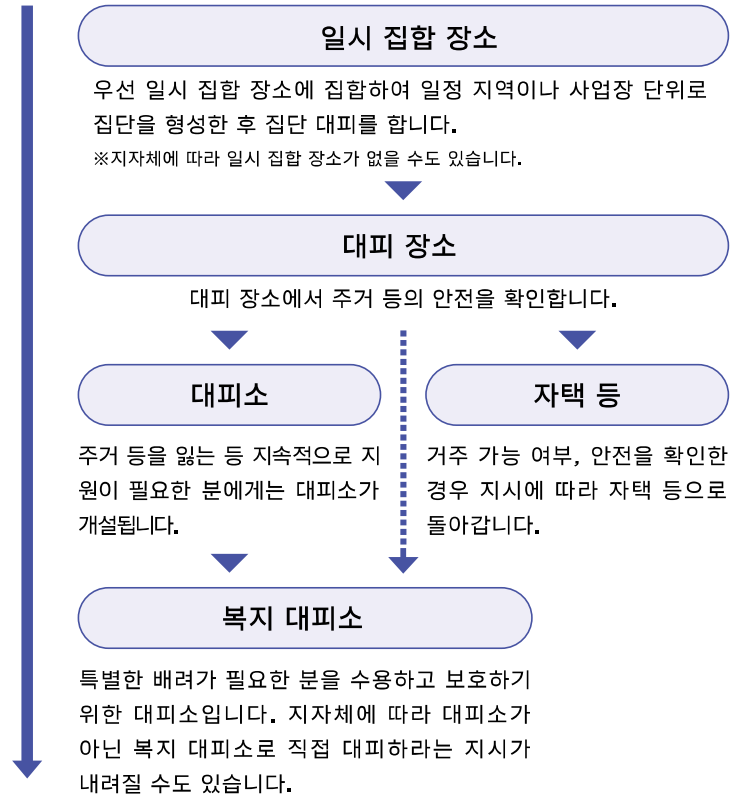 일시 집합 장소
우선 일시 집합 장소에 집합하여 일정 지역이나 사업장 단위로
집단을 형성한 후 집단 대피를 합니다.
※지자체에 따라 일시 집합 장소가 없을 수도 있습니다.
대피 장소
대피 장소에서 주거 등의 안전을 확인합니다.
대피소
주거 등을 잃는 등 지속적으로 지
원이 필요한 분에게는 대피소가
개설됩니다.
자택 등
거주 가능 여부, 안전을 확인한
경우 지시에 따라 자택 등으로
돌아갑니다.
복지 대피소
특별한 배려가 필요한 분을 수용하고 보호하기
위한 대피소입니다. 지자체에 따라 대피소가
아닌 복지 대피소로 직접 대피하라는 지시가
내려질 수도 있습니다.